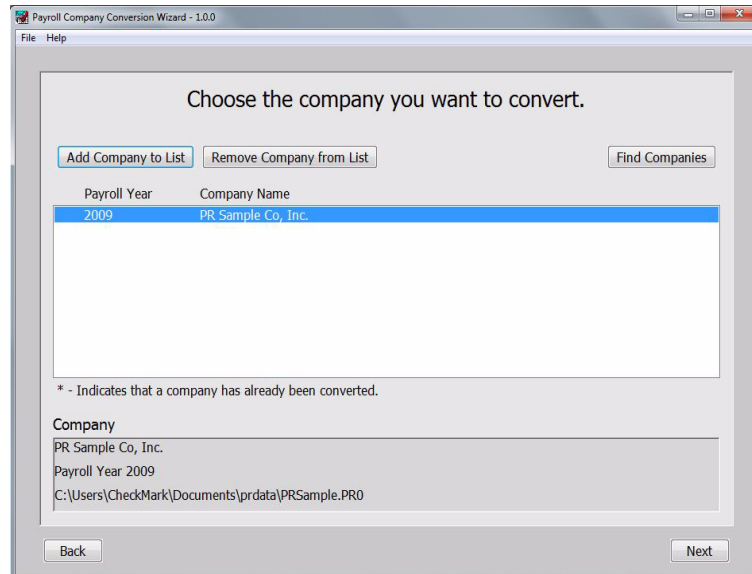 Payroll Company Conversion Wizard - 1.0.0
File Help
Choose the company you want to convert.
Add Company to List Remove Company from List Find Companies
Payroll Year Company Name
2009 PR Sample Co, Inc.
* - Indicates that a company has already been converted.
Company
PR Sample Co, Inc.
Payroll Year 2009
C:\Users\CheckMark\Documents\prdata\PRSample.PR0
Back Next